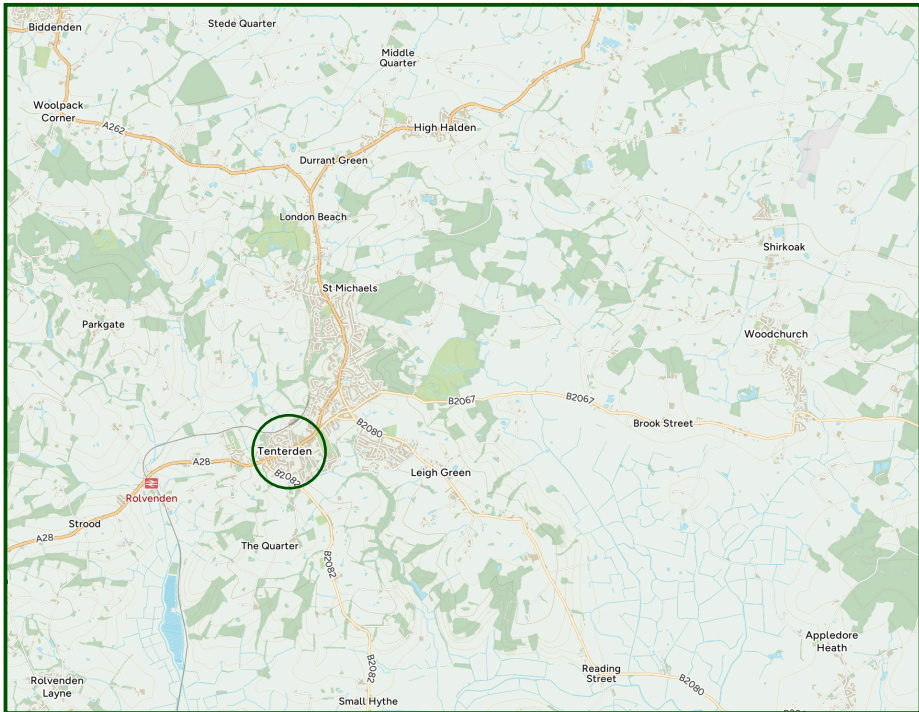 Stede Quarter
Biddenden
Middle
Quarter
Woolpack
Corner
A262
High Halden
Durrant Green
London Beach
Shirkoak
St Michaels
Parkgate
Woodchurch
B2067
B2067
Brook Street
B2080
Tenterden
A28
Leigh Green
B2082
Rolvenden
Strood
A28
The Quarter
B2082
Appledore
Heath
B2082
Reading
Street
Rolvenden
Layne
B2080
Small Hythe